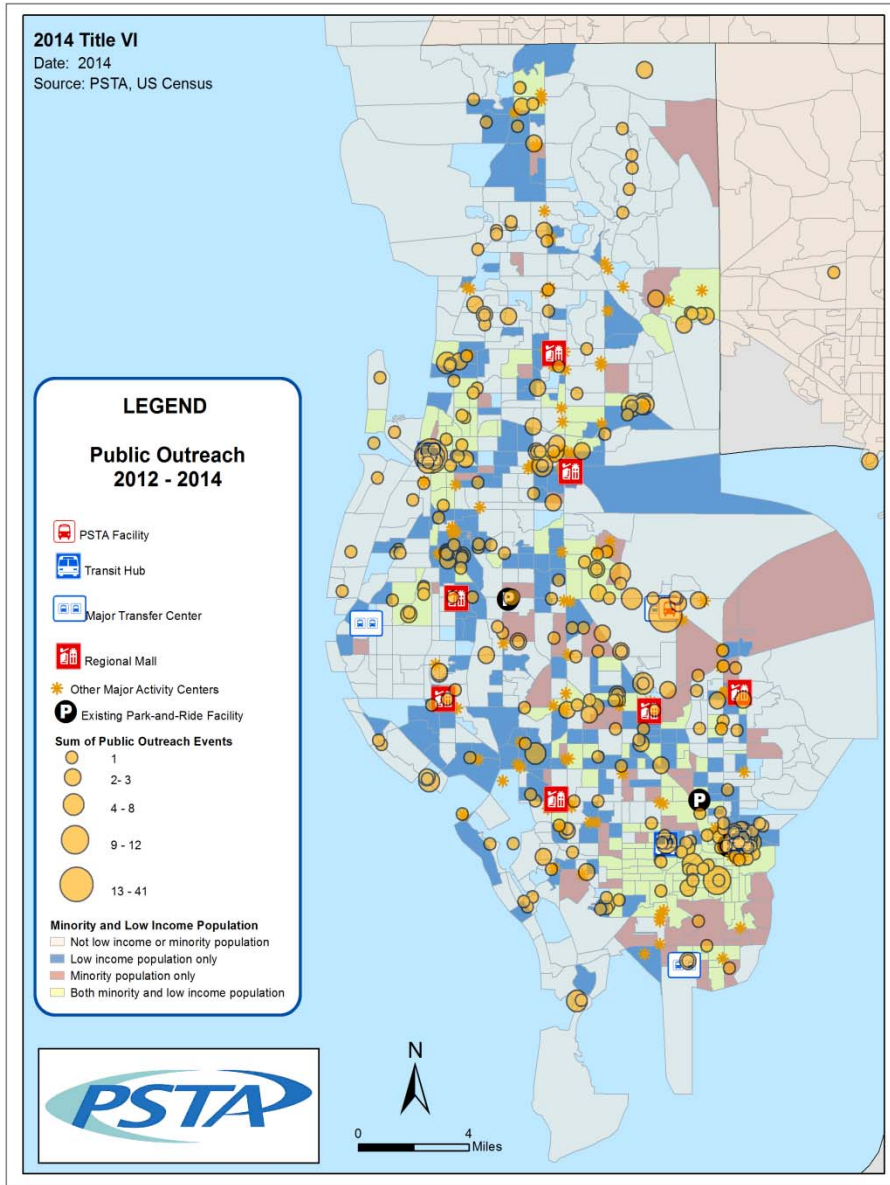 2014 Title VI
Date: 2014
Source: PSTA, US Census
LEGEND
Public Outreach
2012 - 2014
PSTA Facility
Transit Hub
Major Transfer Center
Regional Mall
Other Major Activity Centers
P Existing Park-and-Ride Facility
Sum of Public Outreach Events
1
2- 3
4 - 8
9 - 12
13 - 41
Minority and Low Income Population
Not low income or minority population
Low income population only
Minority population only
Both minority and low income population
P
P
PSTA
N
0 4
Miles